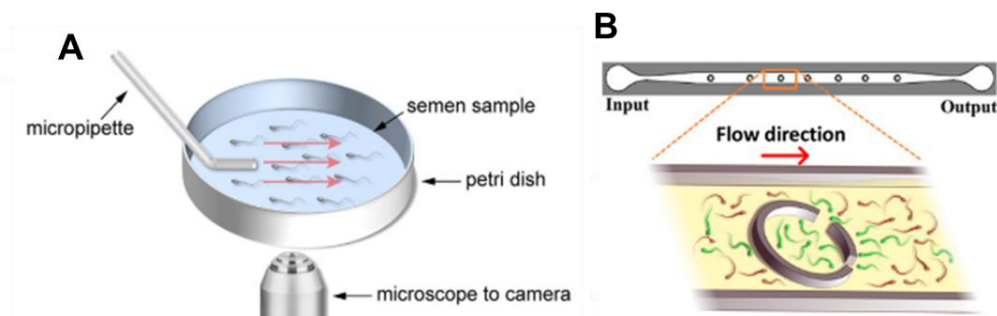 A
micropipette
semen sample
petri dish
microscope to camera
B
Input
Output
Flow direction